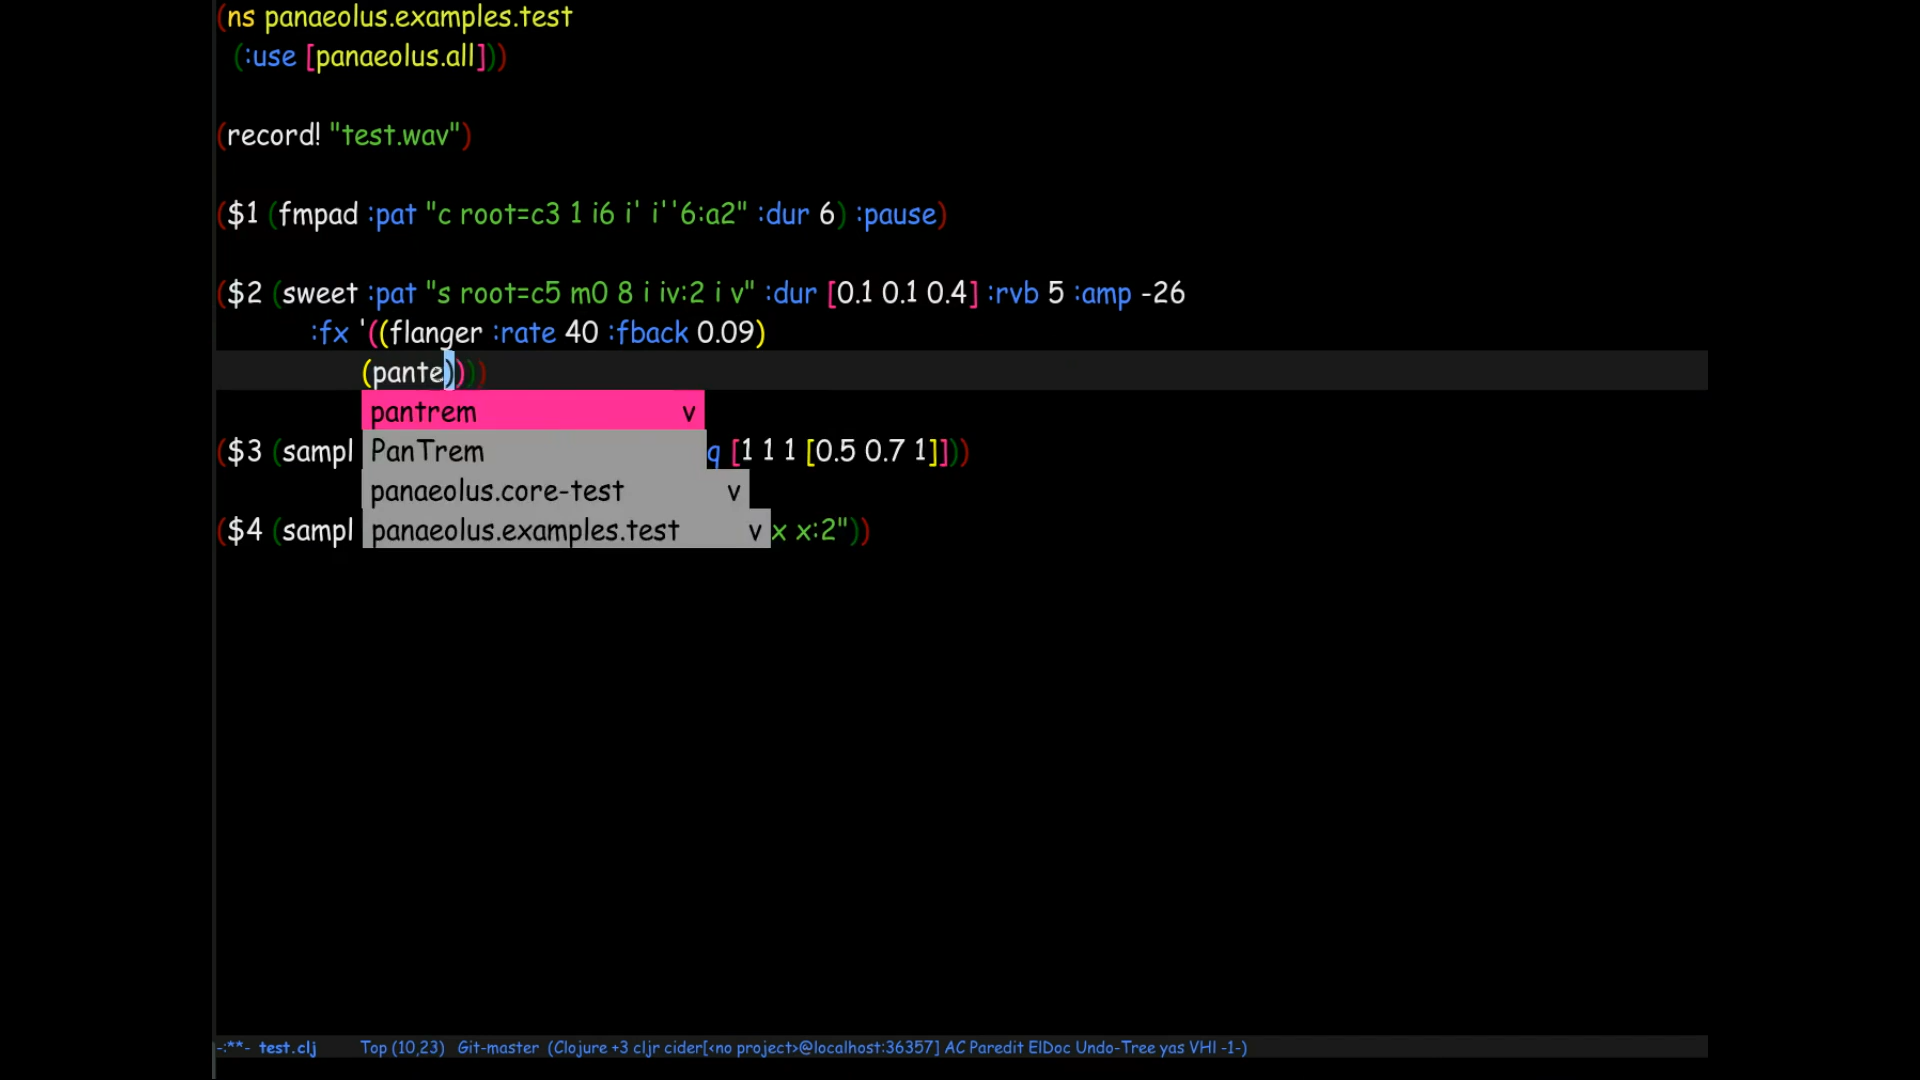 (ns panaeolus.examples.test
(:use [panaeolus.all]))
(record! "test.wav")
($1 (fmpad :pat "c root=c3 1 i6 i' i''6:a2" :dur 6) :pause)
($2 (sweet :pat "s root=c5 m0 8 i iv:2 i v" :dur [0.1 0.1 0.4] :rvb 5 :amp -26
:fx '((flanger :rate 40 :fback 0.09)
(pante))))
pantrem v
($3 (sampl PanTrem q [1 1 1 [0.5 0.7 1]]))
panaeolus.core-test v
($4 (sampl panaeolus.examples.test v x x:2"))
-:**- test.clj Top (10,23) Git-master (Clojure +3 cljr cider[<no project>@localhost:36357] AC Paredit ElDoc Undo-Tree yas VHl -1-)